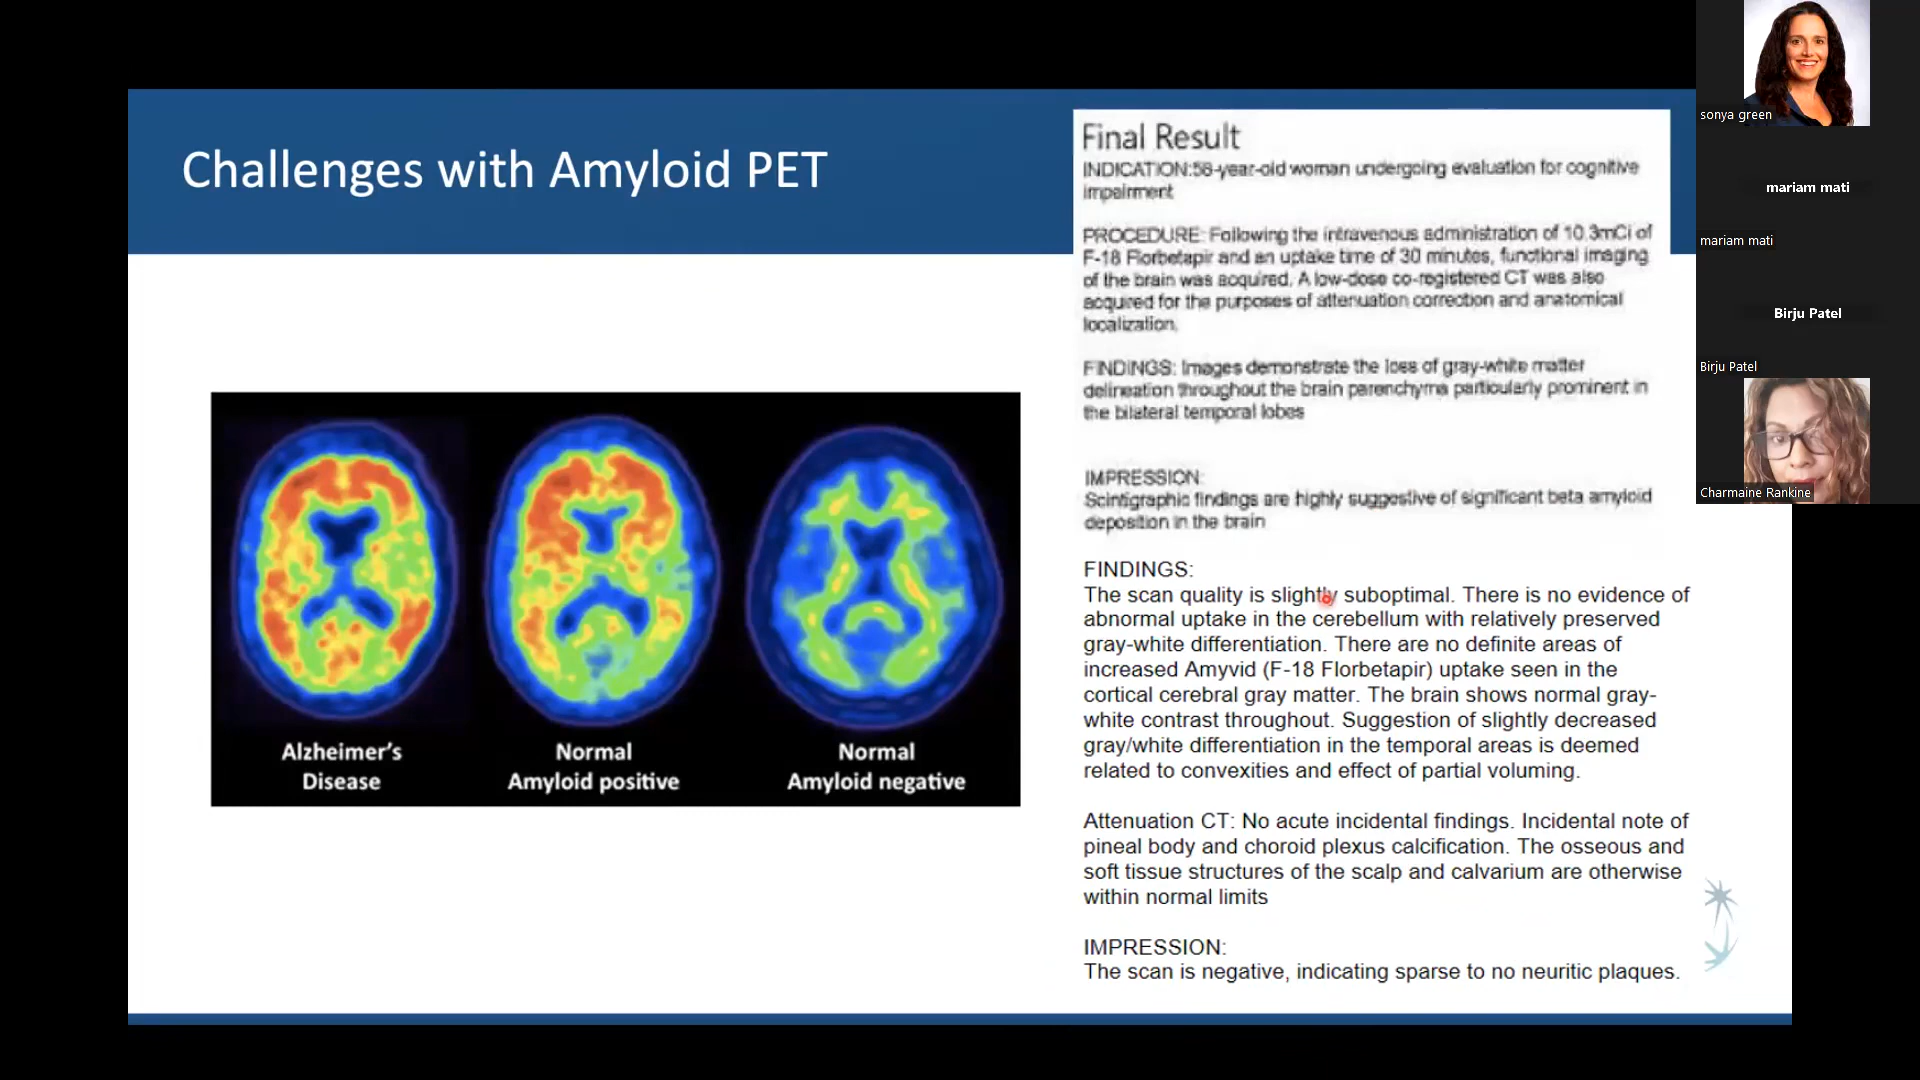 Challenges with Amyloid PET
Alzheimer's
Disease
Normal
Amyloid positive
Normal
Amyloid negative
Final Result
INDICATION:58-year-old woman undergoing evaluation for cognitive
impairment
PROCEDURE: Following the intravenous administration of 10.3mCi of
F-18 Florbetapir and an uptake time of 30 minutes, functional imaging
of the brain was acquired. A low-dose co-registered CT was also
acquired for the purposes of attenuation correction and anatomical
localization.
FINDINGS: Images demonstrate the loss of gray-white matter
delineation throughout the brain parenchyma particularly prominent in
the bilateral temporal lobes
IMPRESSION:
Scintigraphic findings are highly suggestive of significant beta amyloid
deposition in the brain
FINDINGS:
The scan quality is slightly suboptimal. There is no evidence of
abnormal uptake in the cerebellum with relatively preserved
gray-white differentiation. There are no definite areas of
increased Amyvid (F-18 Florbetapir) uptake seen in the
cortical cerebral gray matter. The brain shows normal gray-
white contrast throughout. Suggestion of slightly decreased
gray/white differentiation in the temporal areas is deemed
related to convexities and effect of partial voluming.
Attenuation CT: No acute incidental findings. Incidental note of
pineal body and choroid plexus calcification. The osseous and
soft tissue structures of the scalp and calvarium are otherwise
within normal limits
IMPRESSION:
The scan is negative, indicating sparse to no neuritic plaques.
sonya green
mariam mati
mariam mati
Birju Patel
Birju Patel
Charmaine Rankine